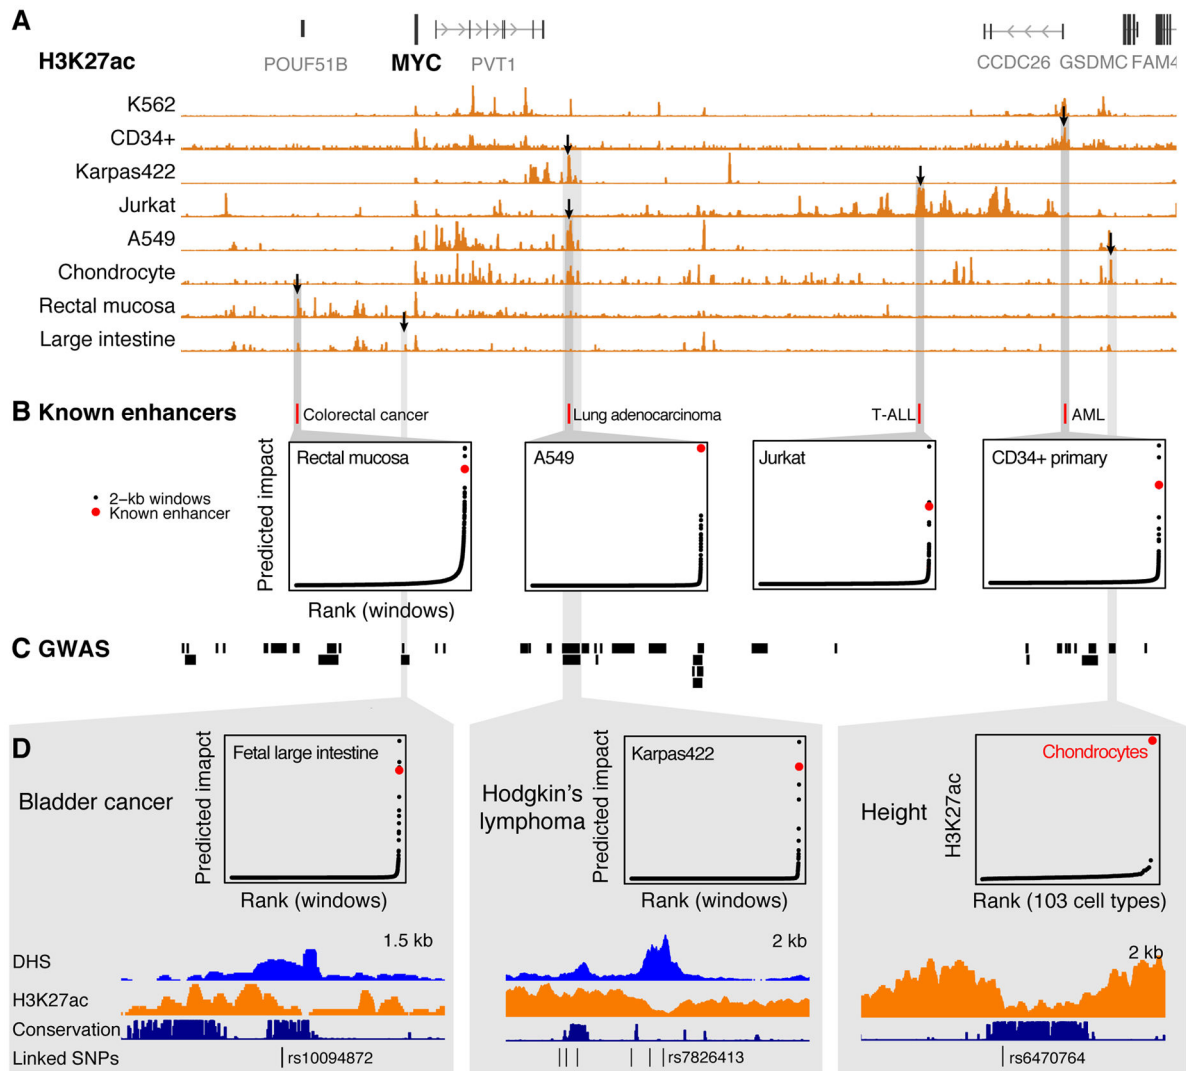 A
H3K27ac
POUF51B
MYC
PVT1
CCDC26
GSDMC
FAM4
K562
CD34+
Karpas422
Jurkat
A549
Chondrocyte
Rectal mucosa
Large intestine
B Known enhancers
Colorectal cancer
Lung adenocarcinoma
T-ALL
AML
2-kb windows
Known enhancer
Predicted impact
Rectal mucosa
Rank (windows)
A549
Jurkat
CD34+ primary
C GWAS
D
Bladder cancer
Predicted imapct
Fetal large intestine
Rank (windows)
Hodgkin's
lymphoma
Predicted impact
Karpas422
Rank (windows)
Height
H3K27ac
Chondrocytes
Rank (103 cell types)
1.5 kb
2 kb
2 kb
DHS
H3K27ac
Conservation
Linked SNPs
rs10094872
rs7826413
rs6470764